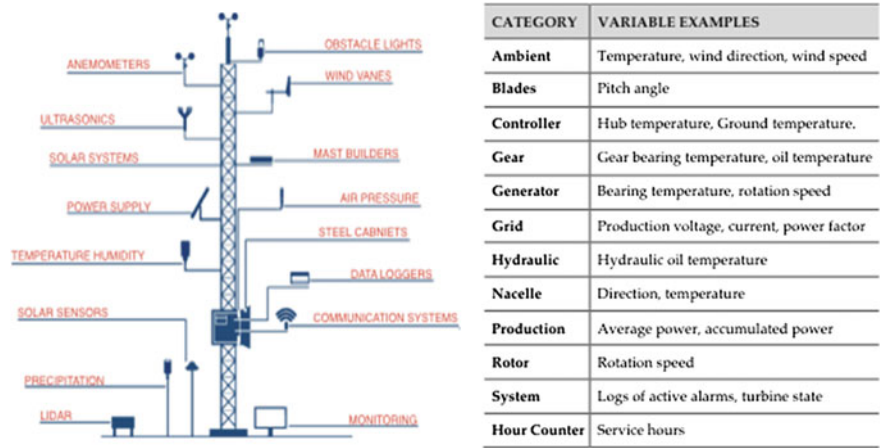 OBSTACLE LIGHTS
ANEMOMETERS
WIND VANES
ULTRASONICS
SOLAR SYSTEMS
MAST BUILDERS
POWER SUPPLY
AIR PRESSURE
STEEL CABNIETS
TEMPERATURE HUMIDITY
DATA LOGGERS
SOLAR SENSORS
COMMUNICATION SYSTEMS
PRECIPITATION
LIDAR
MONITORING
CATEGORY VARIABLE EXAMPLES
Ambient Temperature, wind direction, wind speed
Blades Pitch angle
Controller Hub temperature, Ground temperature.
Gear Gear bearing temperature, oil temperature
Generator Bearing temperature, rotation speed
Grid Production voltage, current, power factor
Hydraulic Hydraulic oil temperature
Nacelle Direction, temperature
Production Average power, accumulated power
Rotor Rotation speed
System Logs of active alarms, turbine state
Hour Counter Service hours